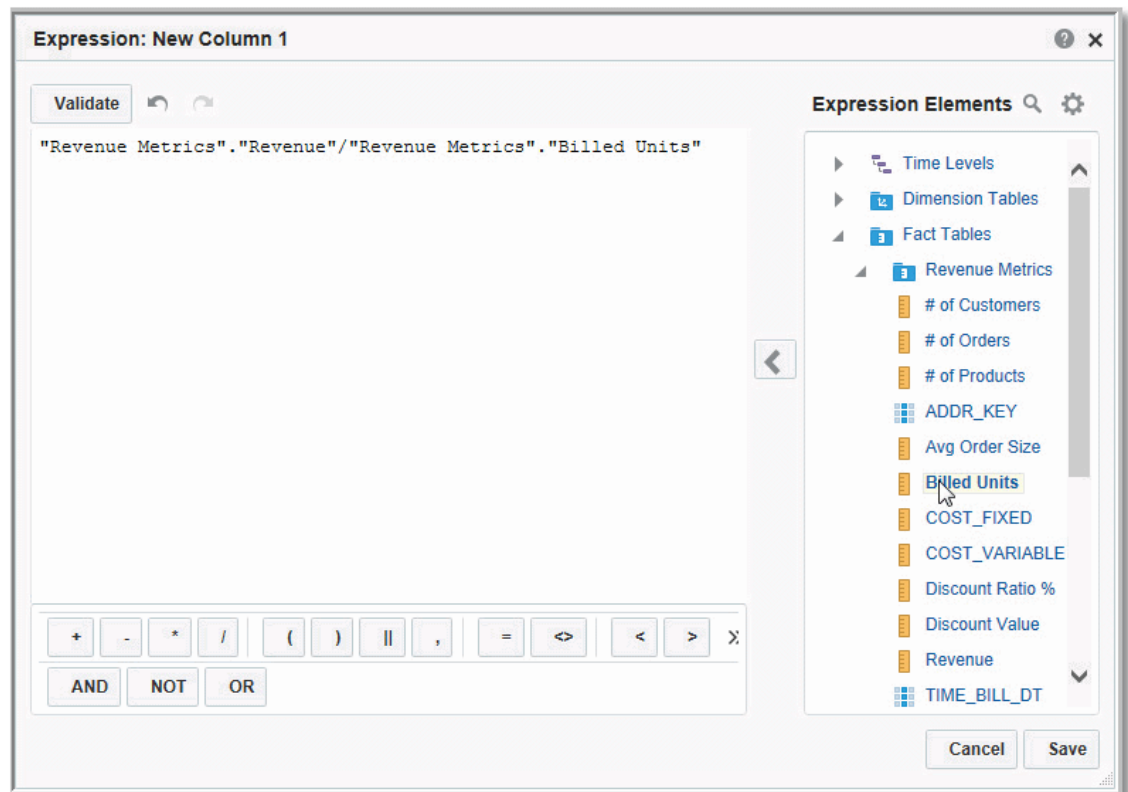 Expression: New Column 1
Validate
"Revenue Metrics"."Revenue"/"Revenue Metrics"."Billed Units"
+ - * / ( ) || , = <> < >
AND NOT OR
Expression Elements
Time Levels
Dimension Tables
Fact Tables
Revenue Metrics
# of Customers
# of Orders
# of Products
ADDR_KEY
Avg Order Size
Billed Units
COST_FIXED
COST_VARIABLE
Discount Ratio %
Discount Value
Revenue
TIME_BILL_DT
Cancel Save